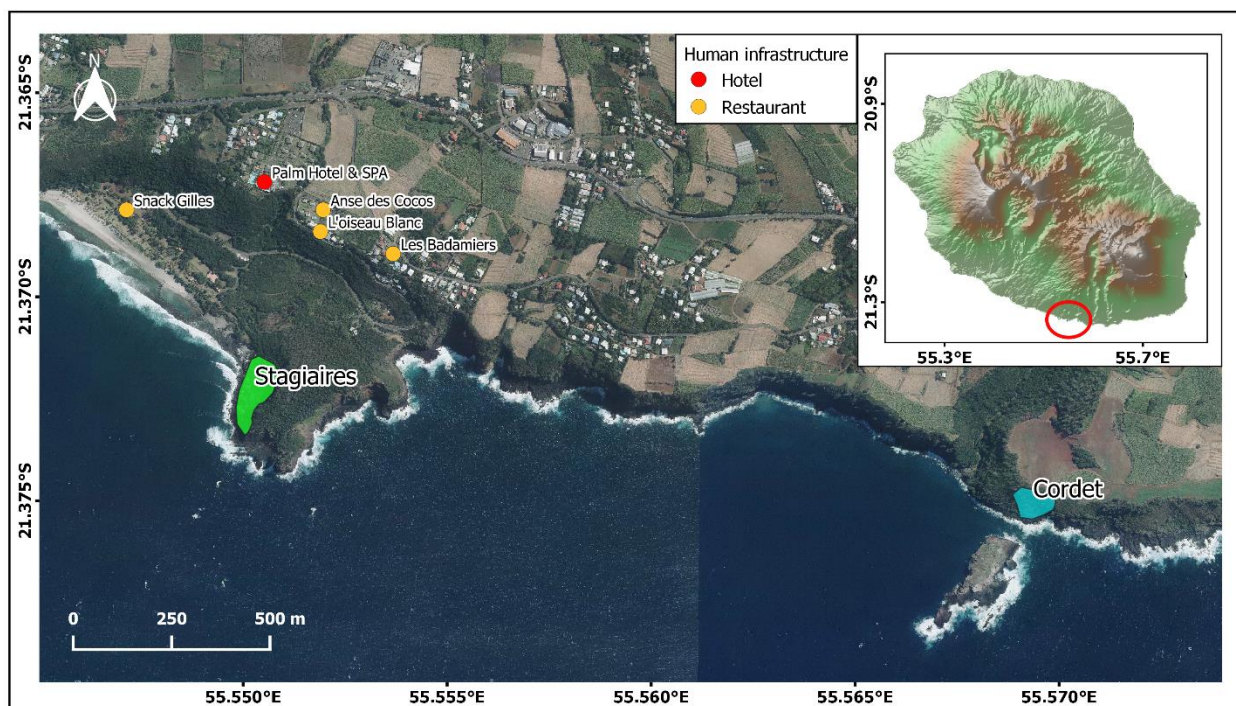 N
Human infrastructure
Hotel
Restaurant
21.365°S
21.370°S
21.375°S
Palm Hotel & SPA
Snack Gilles
Anse des Cocos
L'oiseau Blanc
Les Badamiers
Stagiaires
Cordet
0 250 500 m
55.550°E 55.555°E 55.560°E 55.565°E 55.570°E
20.9°S
21.3°S
55.3°E 55.7°E